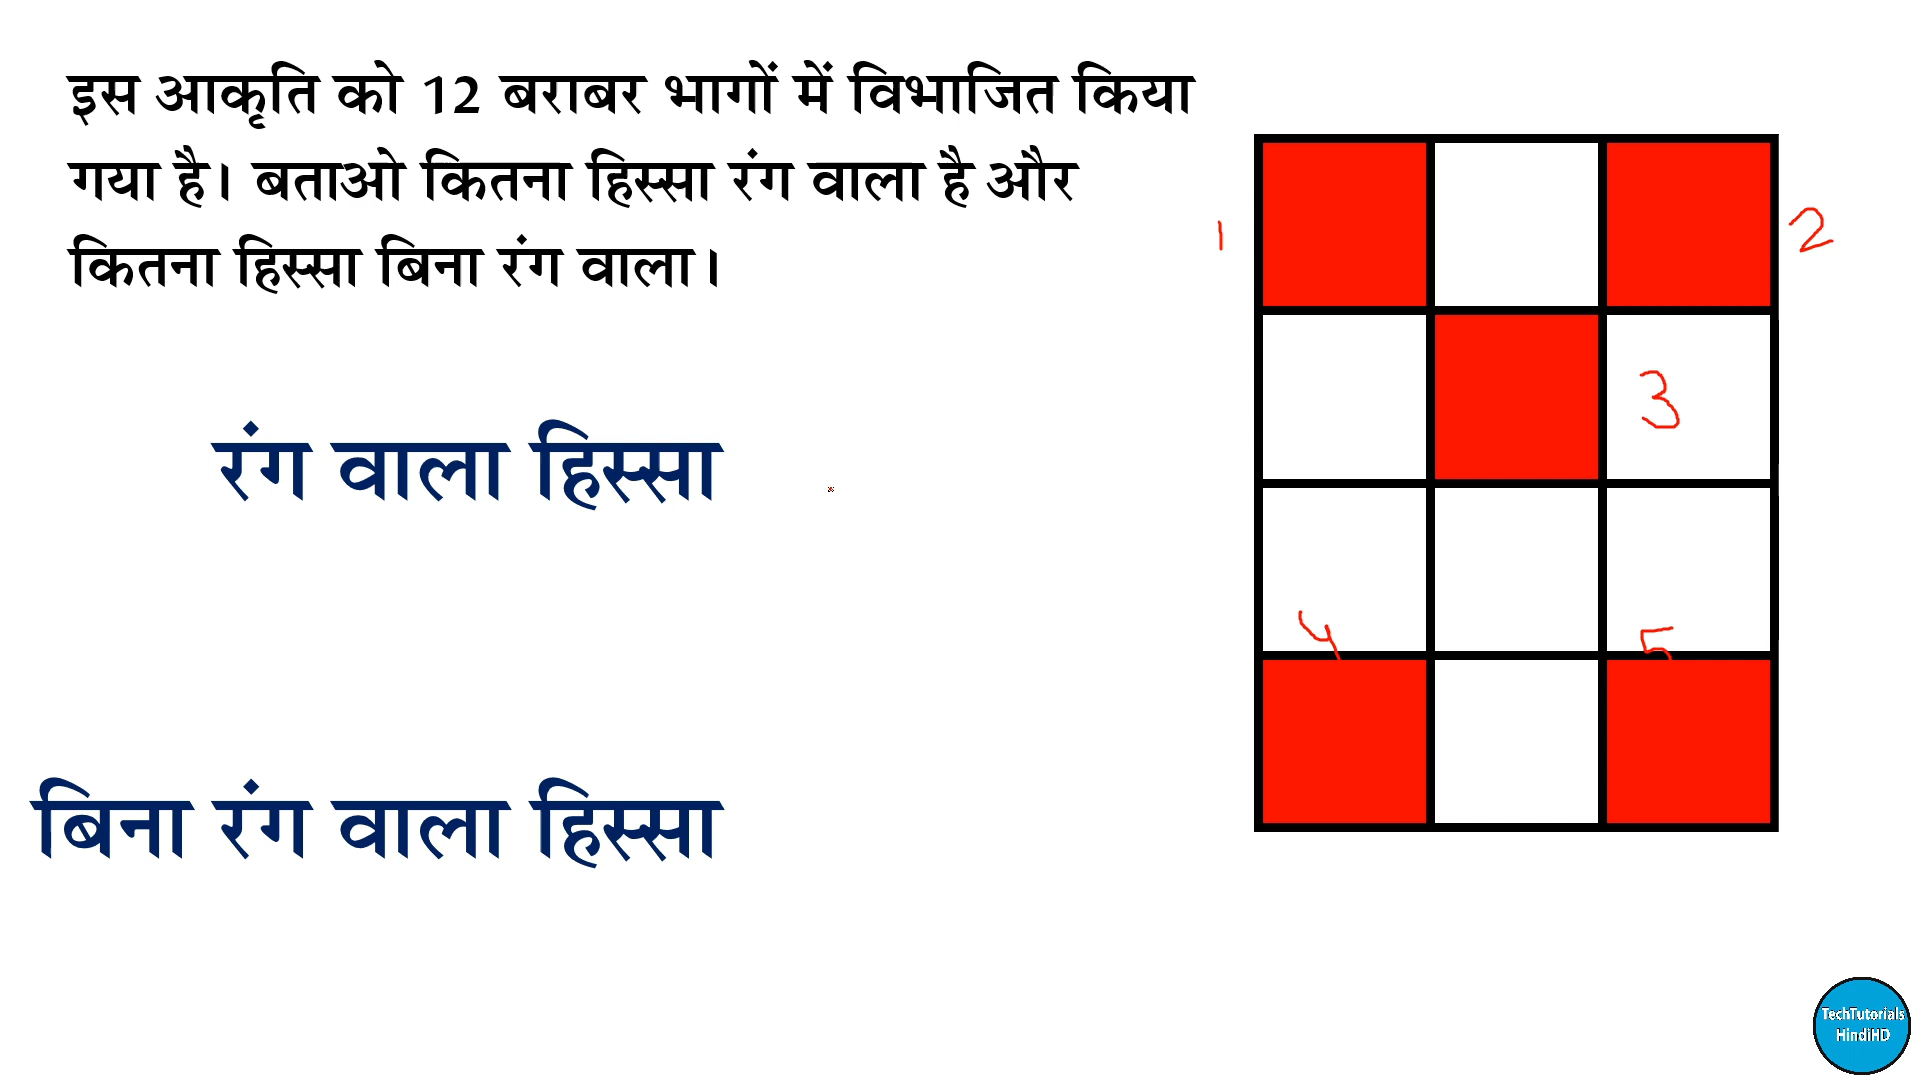 इस आकृति को 12 बराबर भागों में विभाजित किया
गया है। बताओ कितना हिस्सा रंग वाला है और
कितना हिस्सा बिना रंग वाला।
1
2
3
रंग वाला हिस्सा
4
5
बिना रंग वाला हिस्सा
TechTutorials
HindiHD